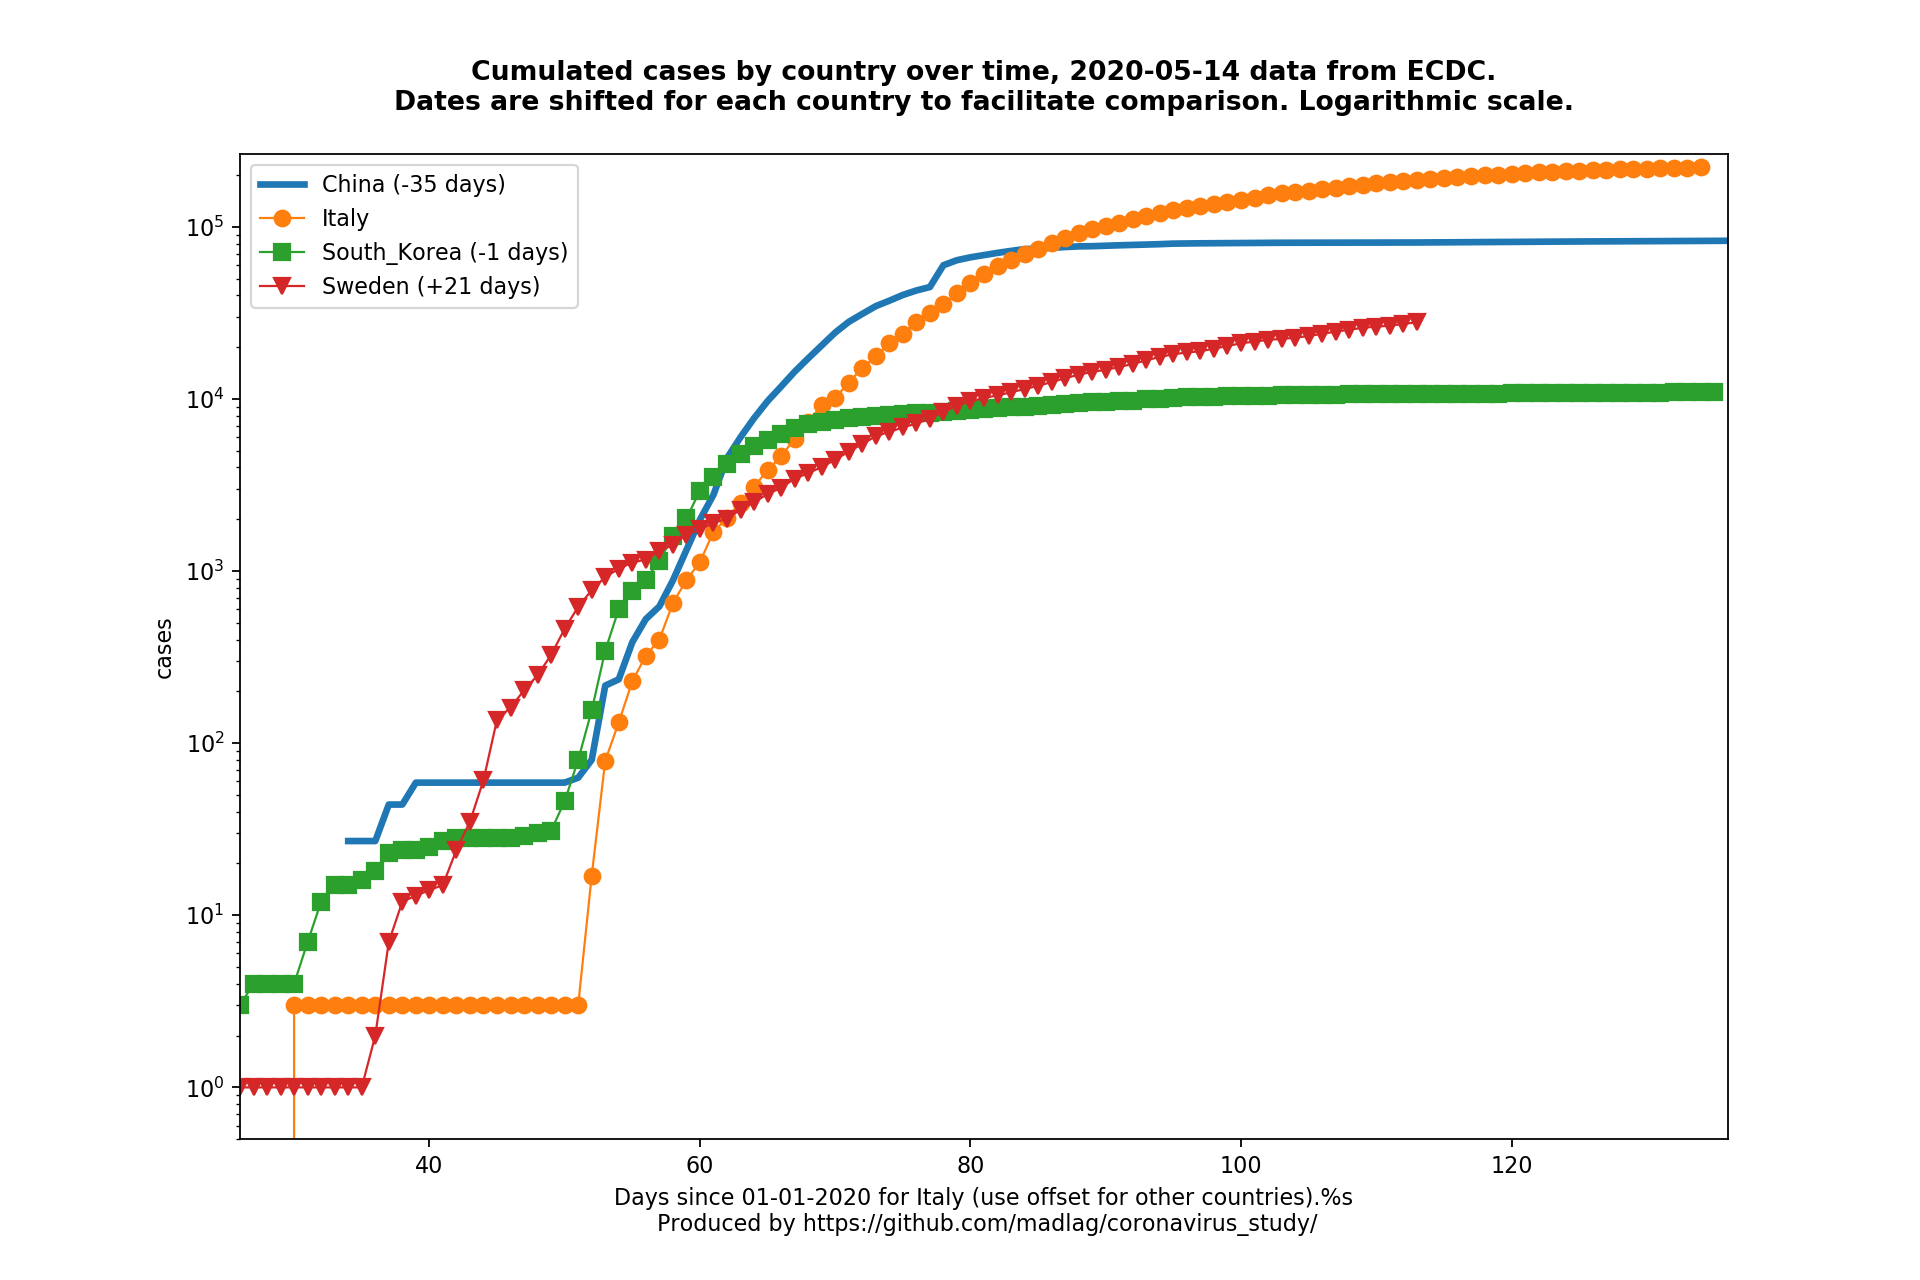 Cumulated cases by country over time, 2020-05-14 data from ECDC.
Dates are shifted for each country to facilitate comparison. Logarithmic scale.
China (-35 days)
Italy
South_Korea (-1 days)
Sweden (+21 days)
10^5
10^4
10^3
10^2
10^1
10^0
cases
40 60 80 100 120
Days since 01-01-2020 for Italy (use offset for other countries).%s
Produced by https://github.com/madlag/coronavirus_study/